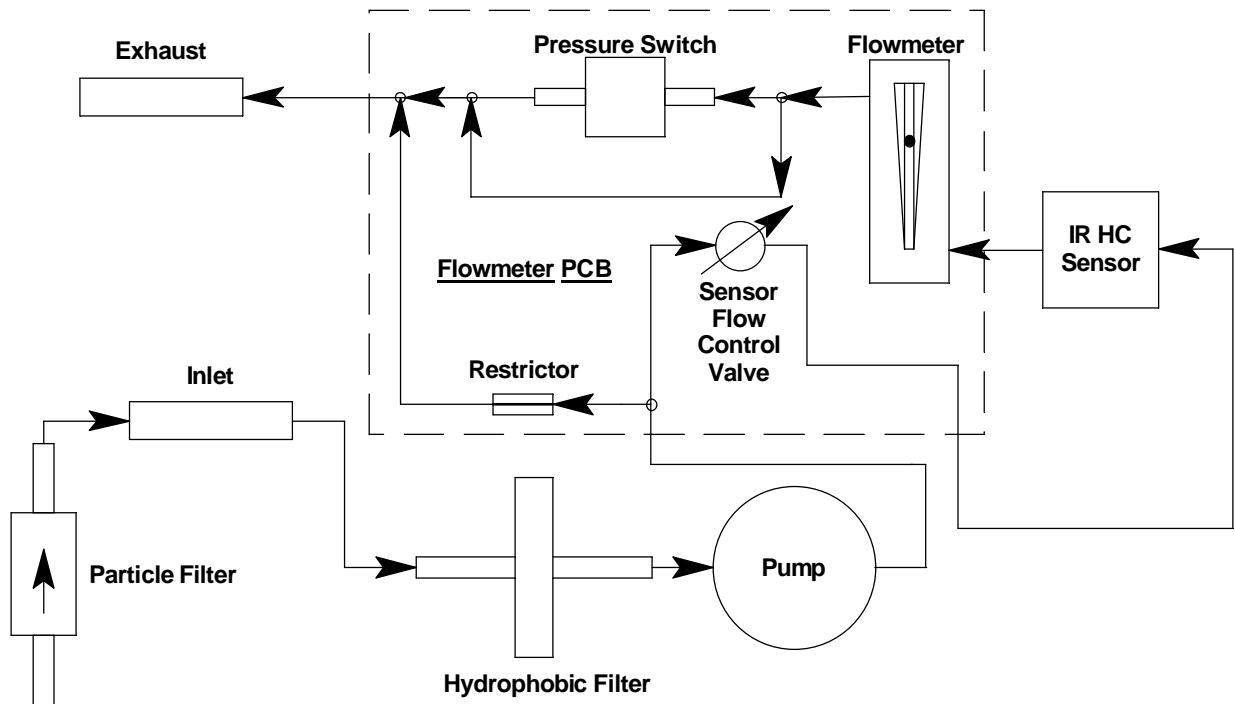 Exhaust
Pressure Switch
Flowmeter
IR HC
Sensor
Flowmeter PCB
Sensor
Flow
Control
Valve
Restrictor
Inlet
Particle Filter
Pump
Hydrophobic Filter